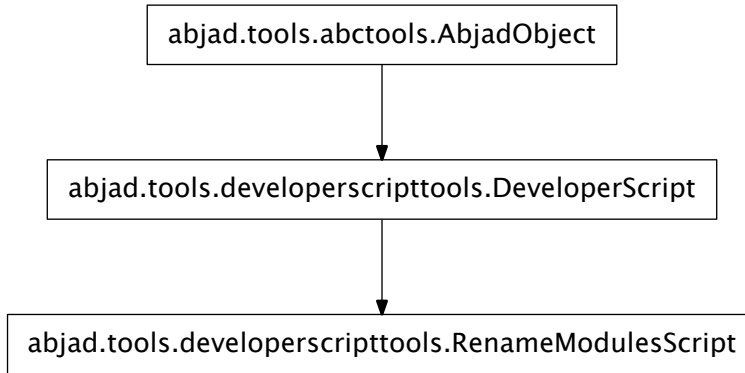 abjad.tools.abctools.AbjadObject
abjad.tools.developerscripttools.DeveloperScript
abjad.tools.developerscripttools.RenameModulesScript